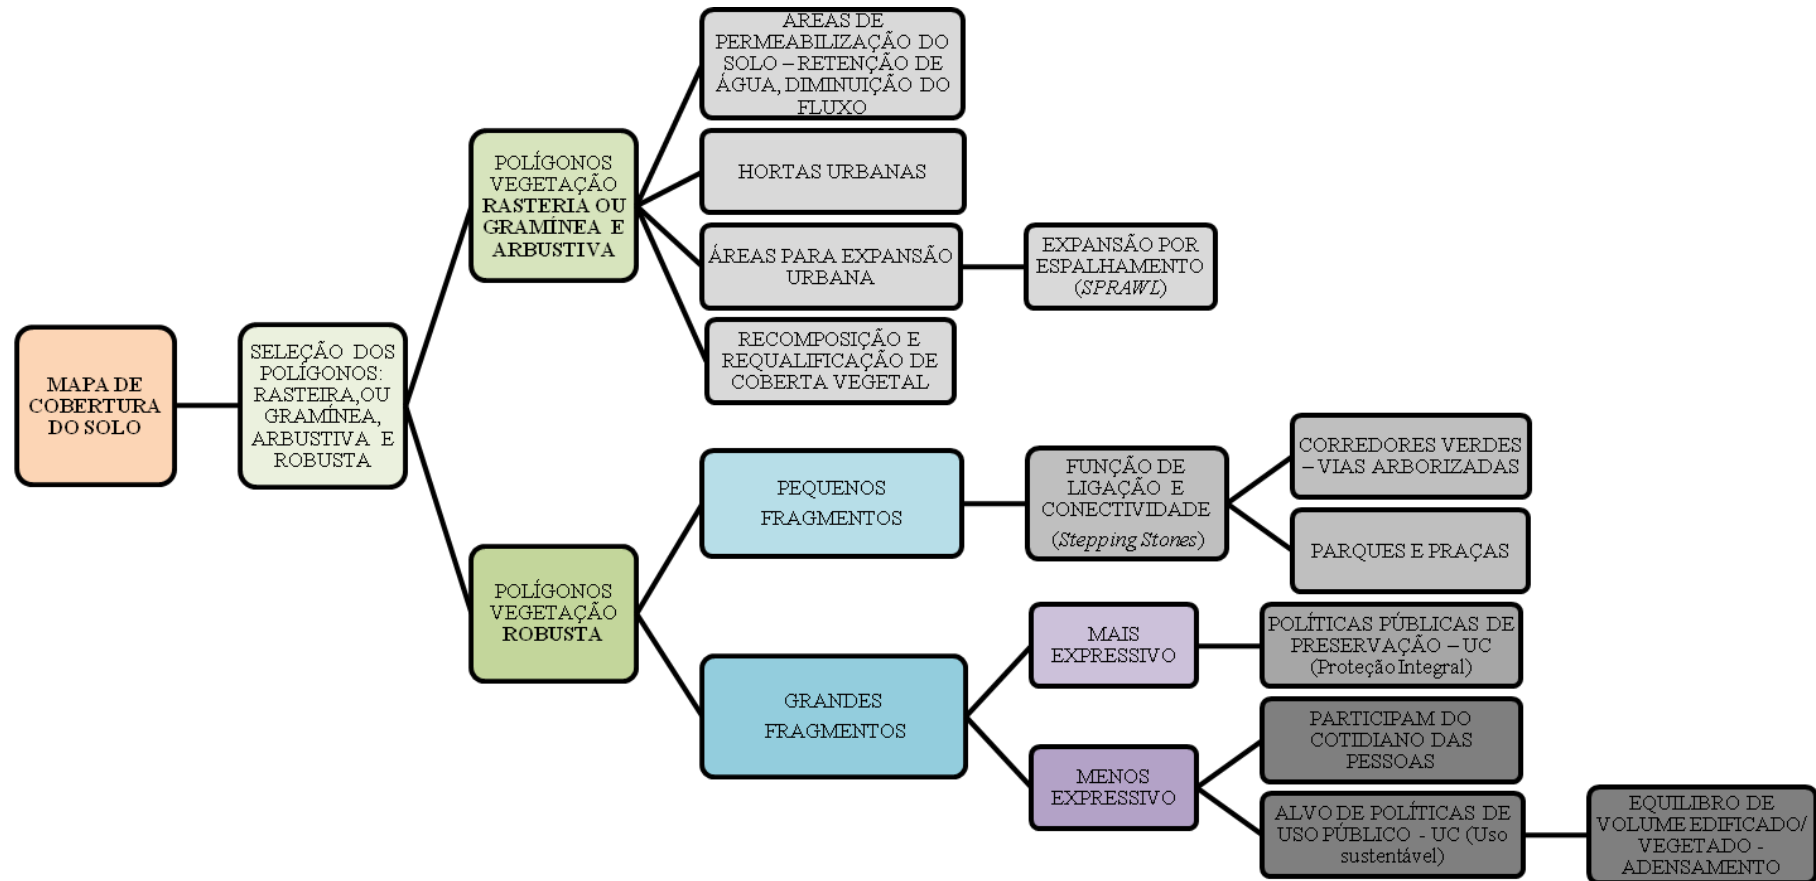 MAPA DE
COBERTURA
DO SOLO
SELEÇÃO DOS
POLÍGONOS:
RASTEIRA,OU
GRAMÍNEA,
ARBUSTIVA E
ROBUSTA
POLÍGONOS
VEGETAÇÃO
RASTERIA OU
GRAMÍNEA E
ARBUSTIVA
AREAS DE
PERMEABILIZAÇÃO DO
SOLO – RETENÇÃO DE
ÁGUA, DIMINUIÇÃO DO
FLUXO
HORTAS URBANAS
ÁREAS PARA EXPANSÃO
URBANA
EXPANSÃO POR
ESPALHAMENTO
(SPRAWL)
RECOMPOSIÇÃO E
REQUALIFICAÇÃO DE
COBERTA VEGETAL
POLÍGONOS
VEGETAÇÃO
ROBUSTA
PEQUENOS
FRAGMENTOS
FUNÇÃO DE
LIGAÇÃO E
CONECTIVIDADE
(Stepping Stones)
CORREDORES VERDES
– VIAS ARBORIZADAS
PARQUES E PRAÇAS
GRANDES
FRAGMENTOS
MAIS
EXPRESSIVO
POLÍTICAS PÚBLICAS DE
PRESERVAÇÃO – UC
(Proteção Integral)
MENOS
EXPRESSIVO
PARTICIPAM DO
COTIDIANO DAS
PESSOAS
ALVO DE POLÍTICAS DE
USO PÚBLICO - UC (Uso
sustentável)
EQUILIBRO DE
VOLUME EDIFICADO/
VEGETADO -
ADENSAMENTO